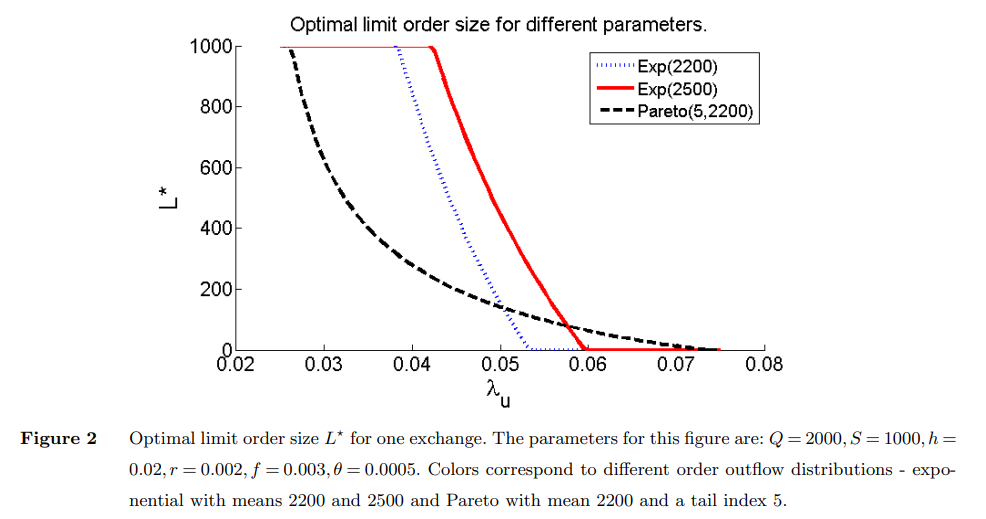 Optimal limit order size for different parameters.
1000
800
600
400
200
0
L*
Exp(2200)
Exp(2500)
Pareto(5,2200)
0.02 0.03 0.04 0.05 0.06 0.07 0.08
λu
Figure 2 Optimal limit order size L⋆ for one exchange. The parameters for this figure are: Q = 2000, S = 1000, h =
0.02, r = 0.002, f = 0.003, θ = 0.0005. Colors correspond to different order outflow distributions - expo-
nential with means 2200 and 2500 and Pareto with mean 2200 and a tail index 5.